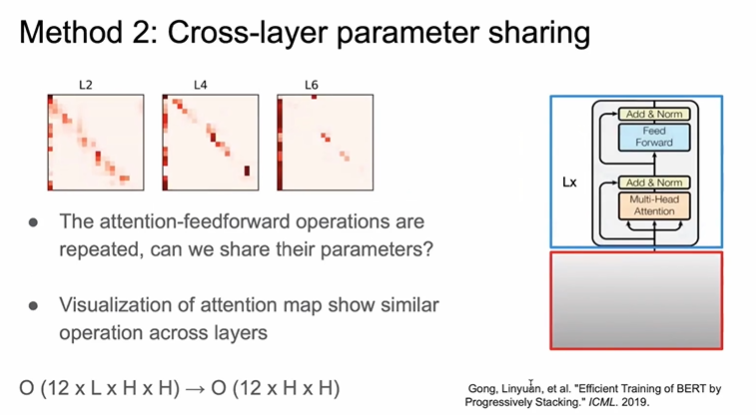 Method 2: Cross-layer parameter sharing
L2
L4
L6
Add & Norm
Feed
Forward
Lx
Add & Norm
Multi-Head
Attention
● The attention-feedforward operations are
repeated, can we share their parameters?
● Visualization of attention map show similar
operation across layers
O (12 x L x H x H) → O (12 x H x H)
Gong, Linyuan, et al. "Efficient Training of BERT by
Progressively Stacking." ICML. 2019.